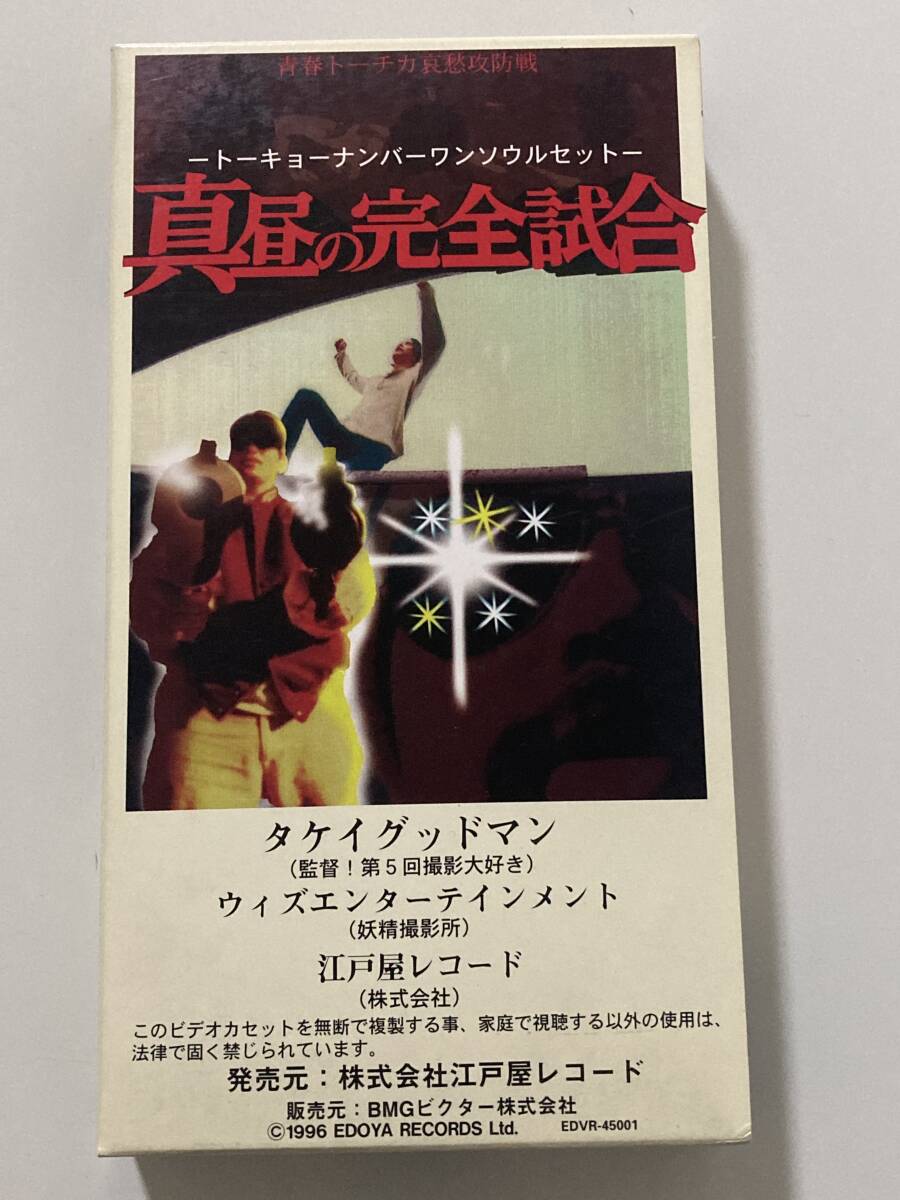 青春トーチカ哀愁攻防戦
ートーキョーナンバーワンソウルセットー
真昼の完全試合
タケイグッドマン
（監督！第５回撮影大好き）
ウィズエンターテインメント
（妖精撮影所）
江戸屋レコード
（株式会社）
このビデオカセットを無断で複製する事、家庭で視聴する以外の使用は、
法律で固く禁じられています。
発売元：株式会社江戸屋レコード
販売元：BMGビクター株式会社
©1996 EDOYA RECORDS Ltd. EDVR-45001